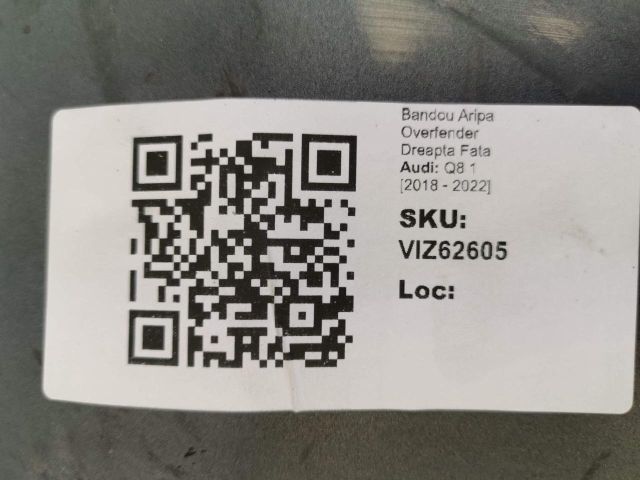 Bandou Aripa
Overfender
Dreapta Fata
Audi: Q8 1
[2018 - 2022]
SKU:
VIZ62605
Loc: